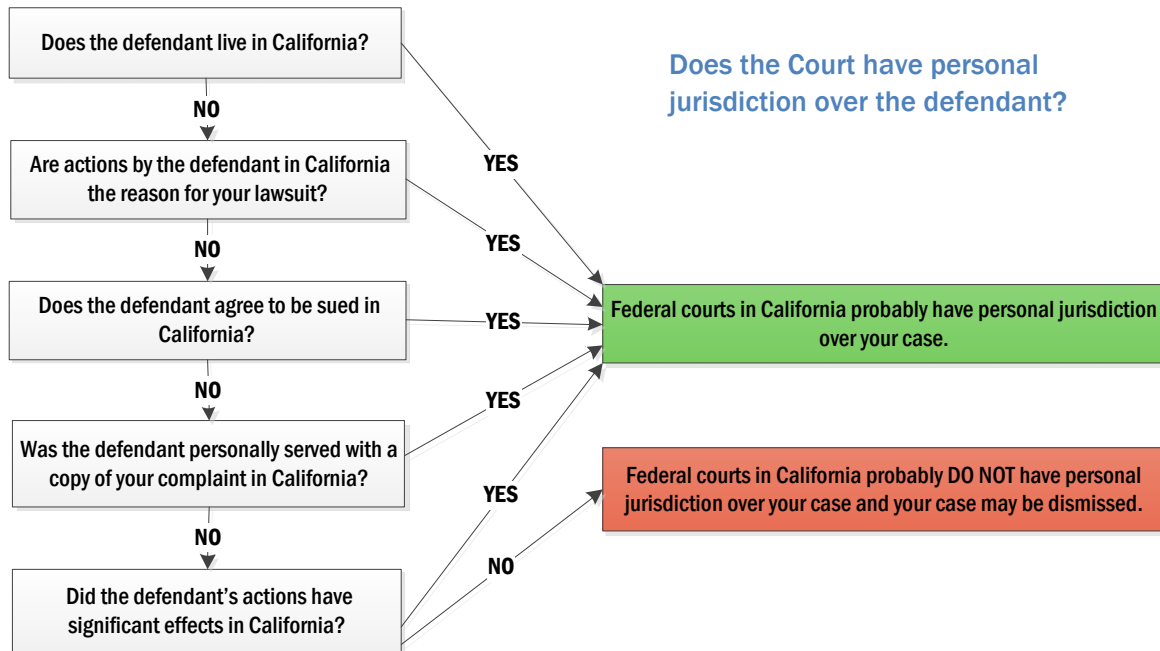 Does the Court have personal
jurisdiction over the defendant?
Does the defendant live in California?
YES
NO
Are actions by the defendant in California
the reason for your lawsuit?
YES
NO
Does the defendant agree to be sued in
California?
YES
NO
Was the defendant personally served with a
copy of your complaint in California?
YES
NO
Did the defendant’s actions have
significant effects in California?
YES
NO
Federal courts in California probably have personal jurisdiction
over your case.
Federal courts in California probably DO NOT have personal
jurisdiction over your case and your case may be dismissed.